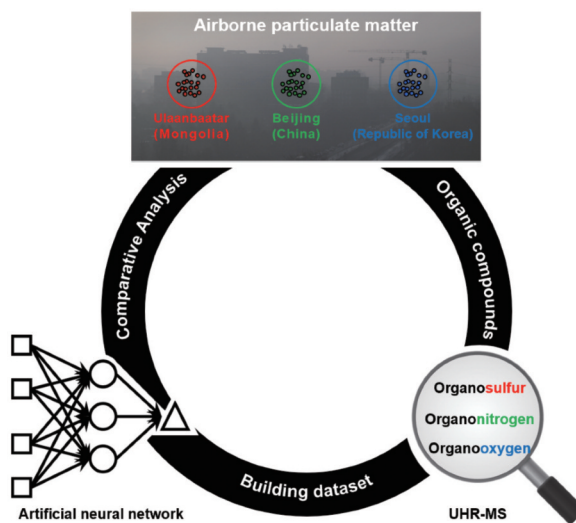 Airborne particulate matter
Ulaanbaatar
(Mongolia)
Beijing
(China)
Seoul
(Republic of Korea)
Comparative Analysis
Organic compounds
Organosulfur
Organonitrogen
Organooxygen
Building dataset
Artificial neural network
UHR-MS